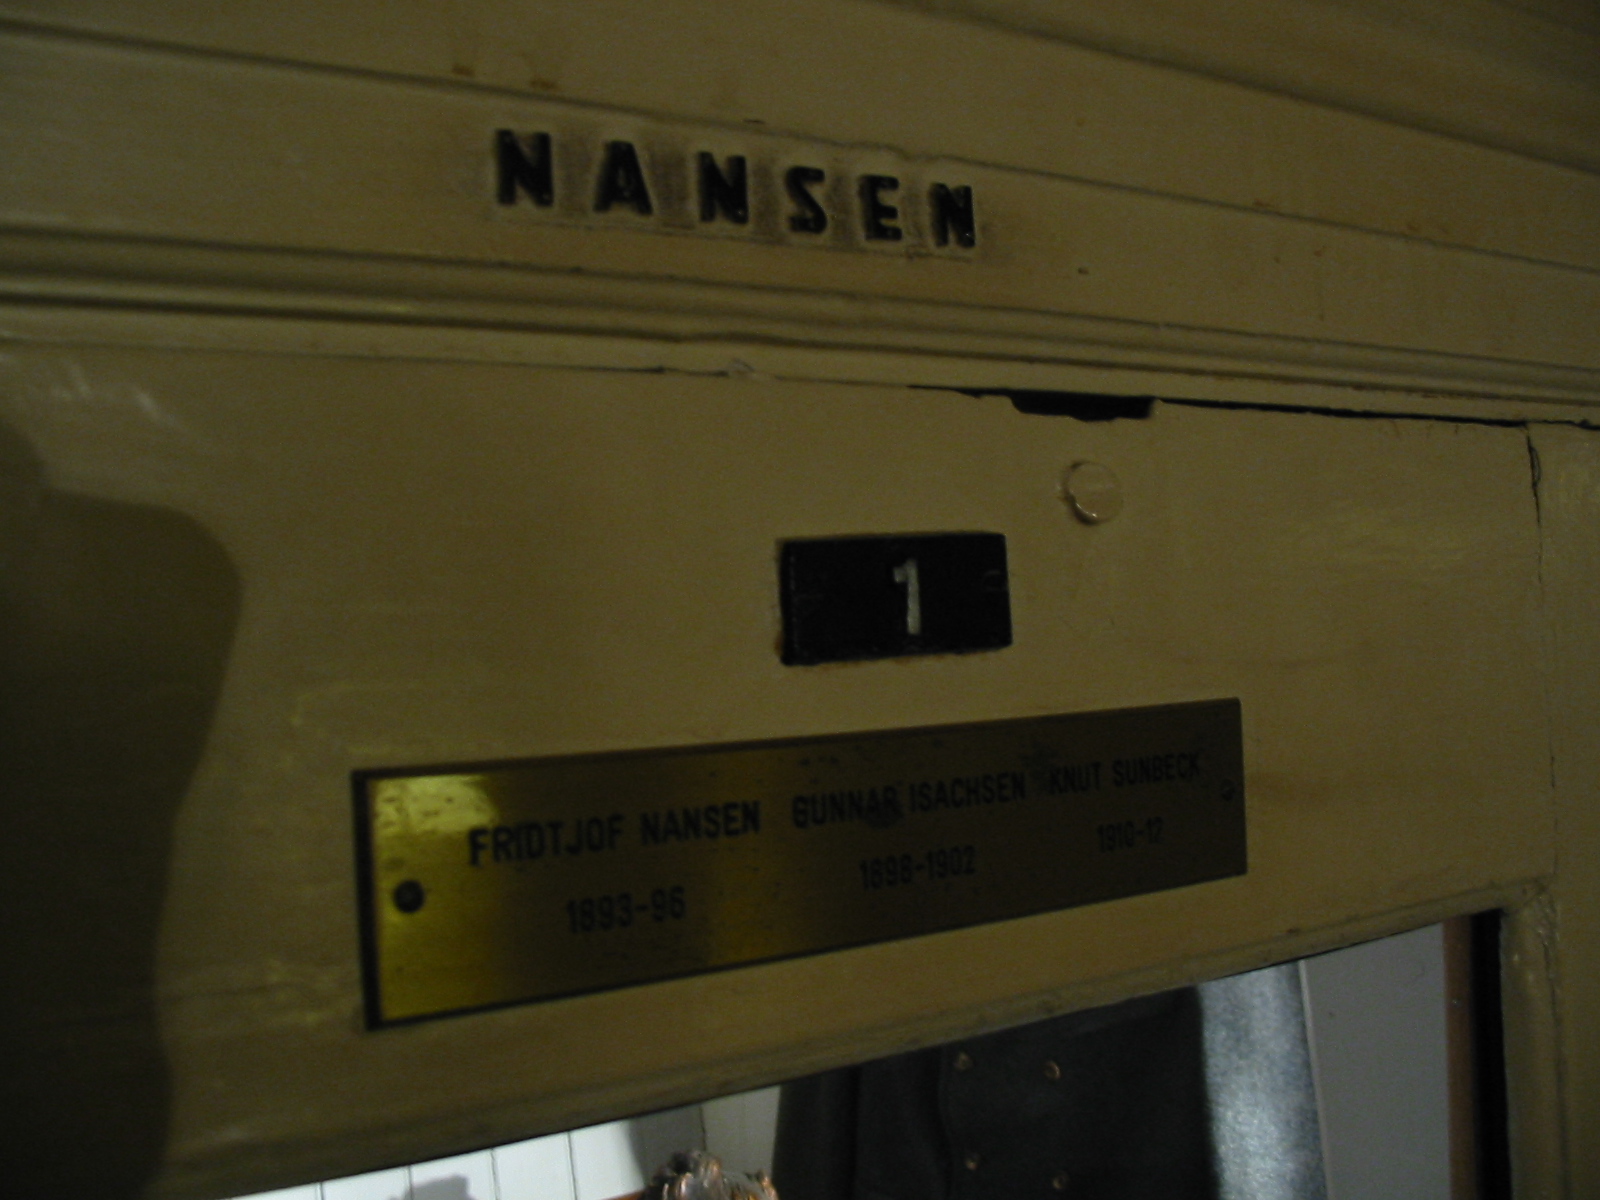 NANSEN
1
FRIDTJOF NANSEN GUNNAR ISACHSEN KNUT SUNBECK
1893-96 1898-1902 1910-12